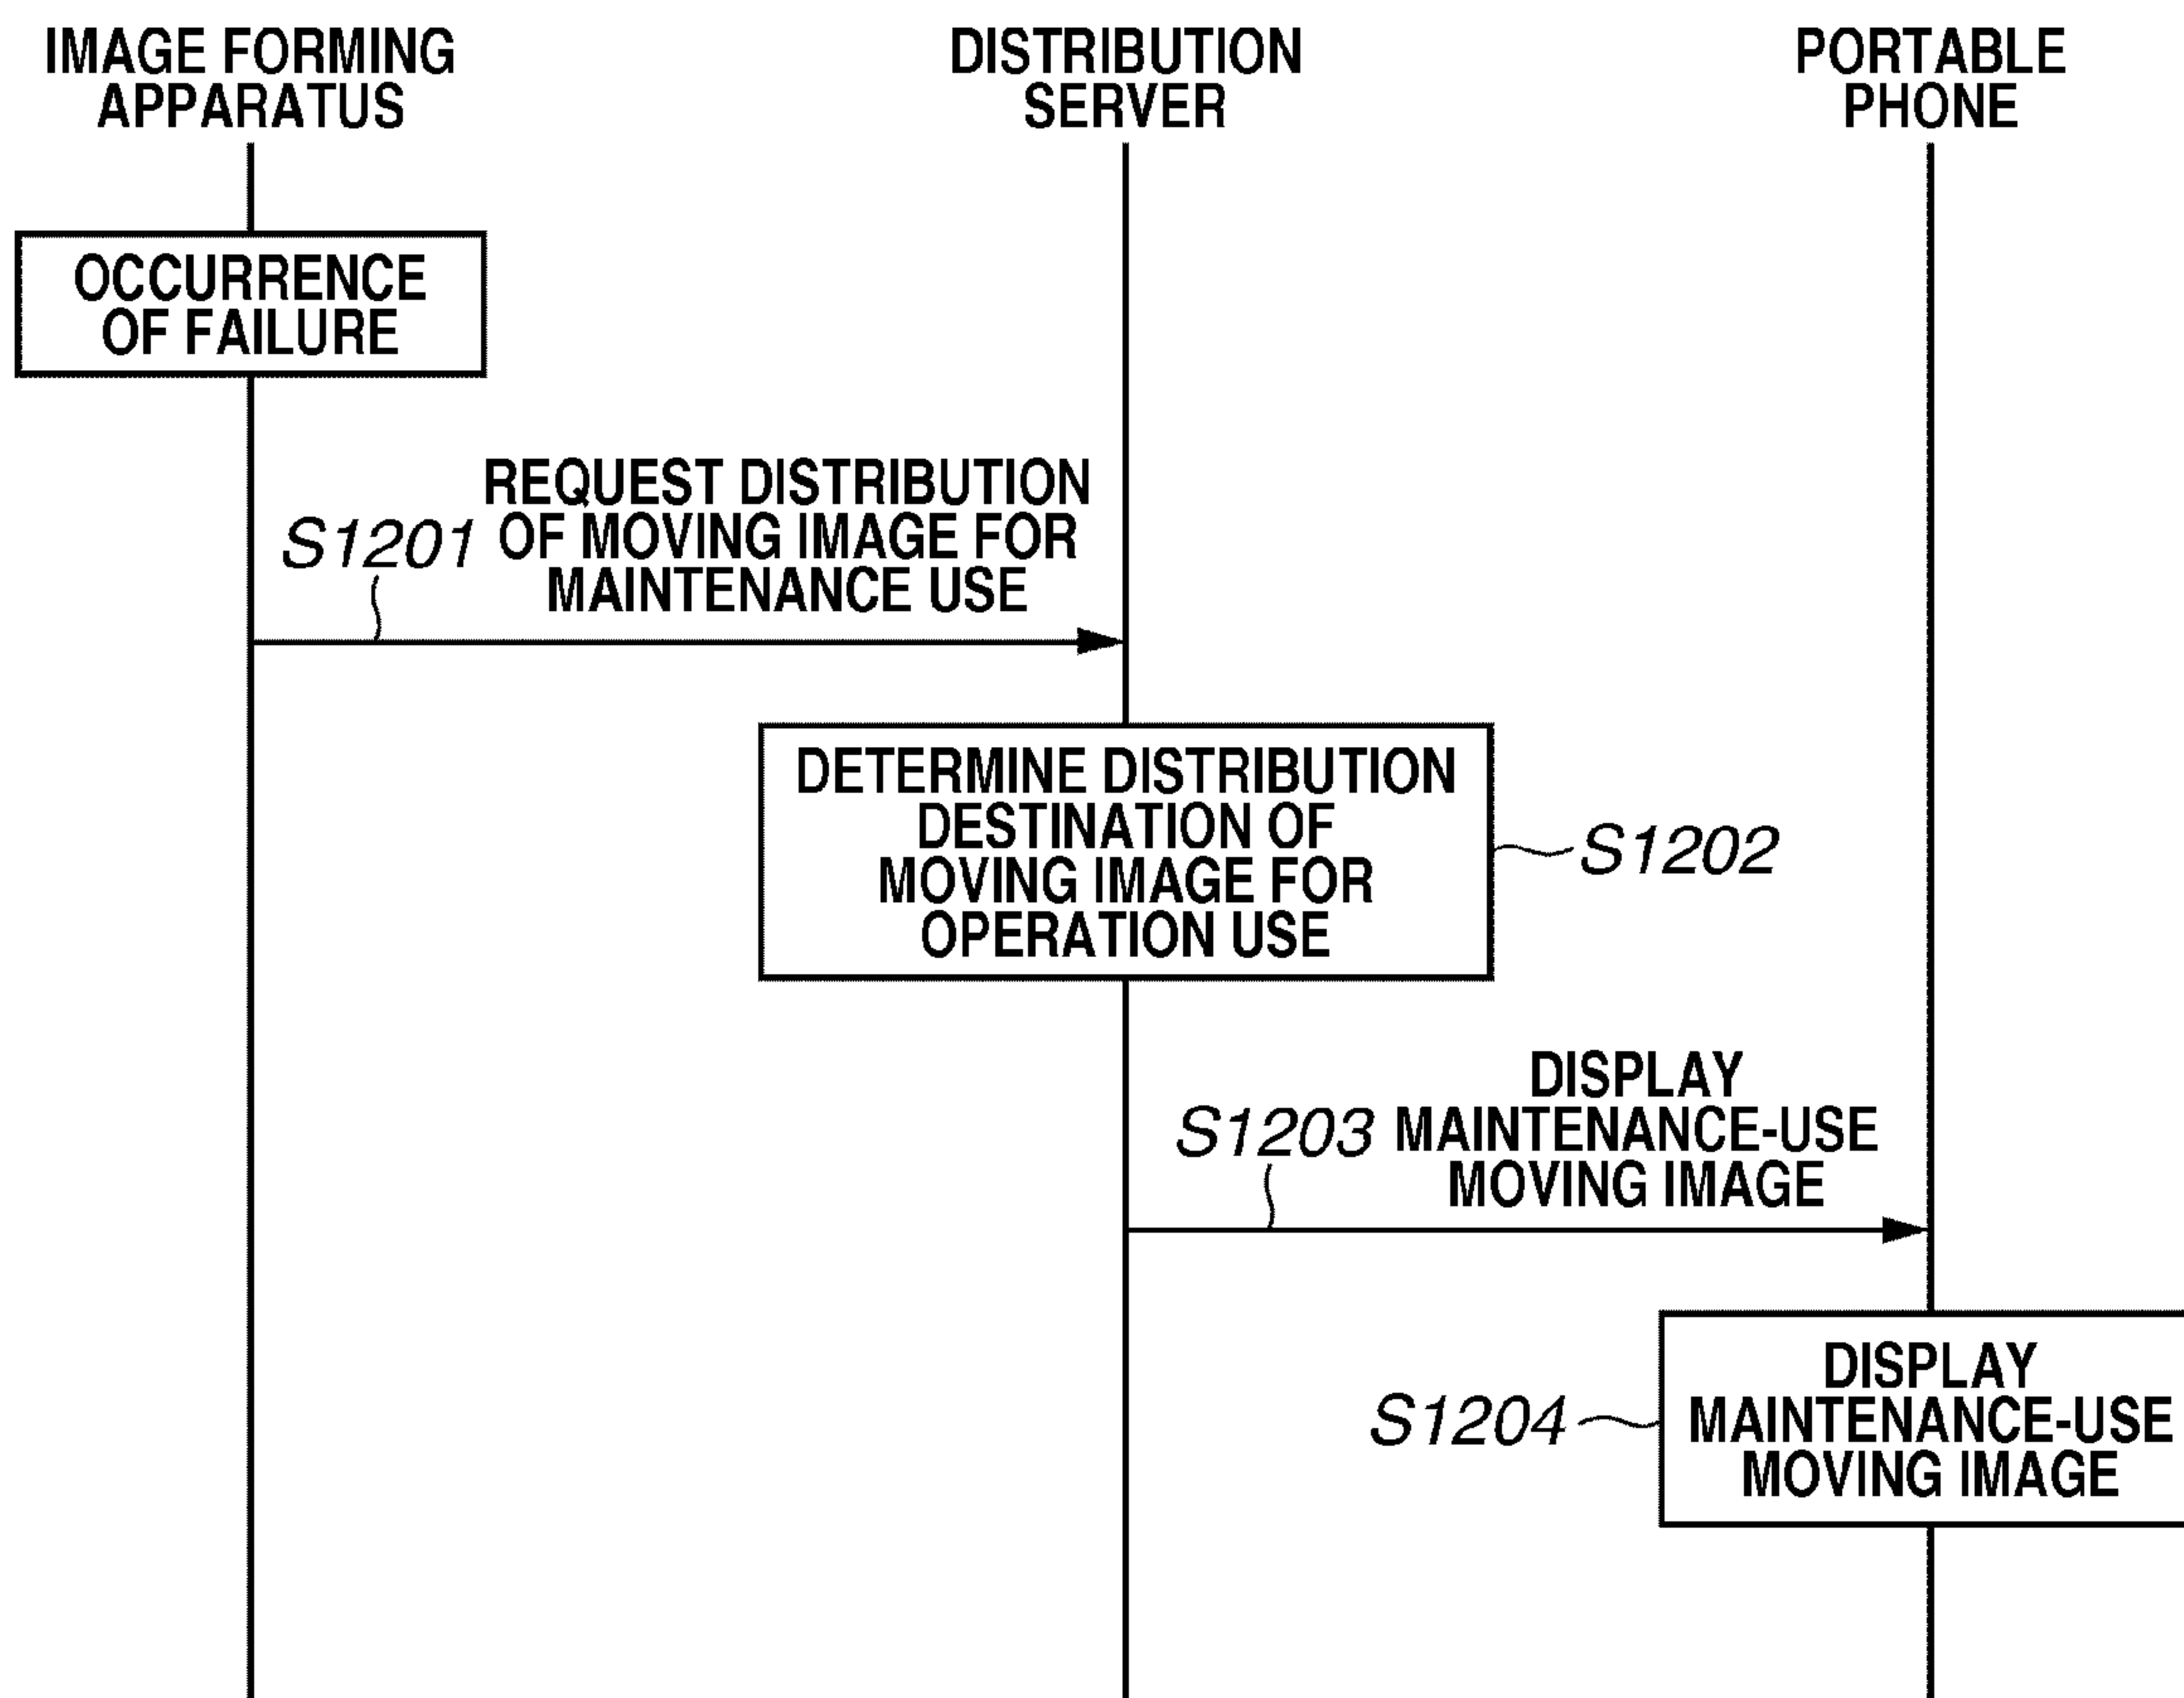 IMAGE FORMING
APPARATUS
DISTRIBUTION
SERVER
PORTABLE
PHONE
OCCURRENCE
OF FAILURE
REQUEST DISTRIBUTION
OF MOVING IMAGE FOR
MAINTENANCE USE
S1201
DETERMINE DISTRIBUTION
DESTINATION OF
MOVING IMAGE FOR
OPERATION USE
S1202
DISPLAY
MAINTENANCE-USE
MOVING IMAGE
S1203
DISPLAY
MAINTENANCE-USE
MOVING IMAGE
S1204